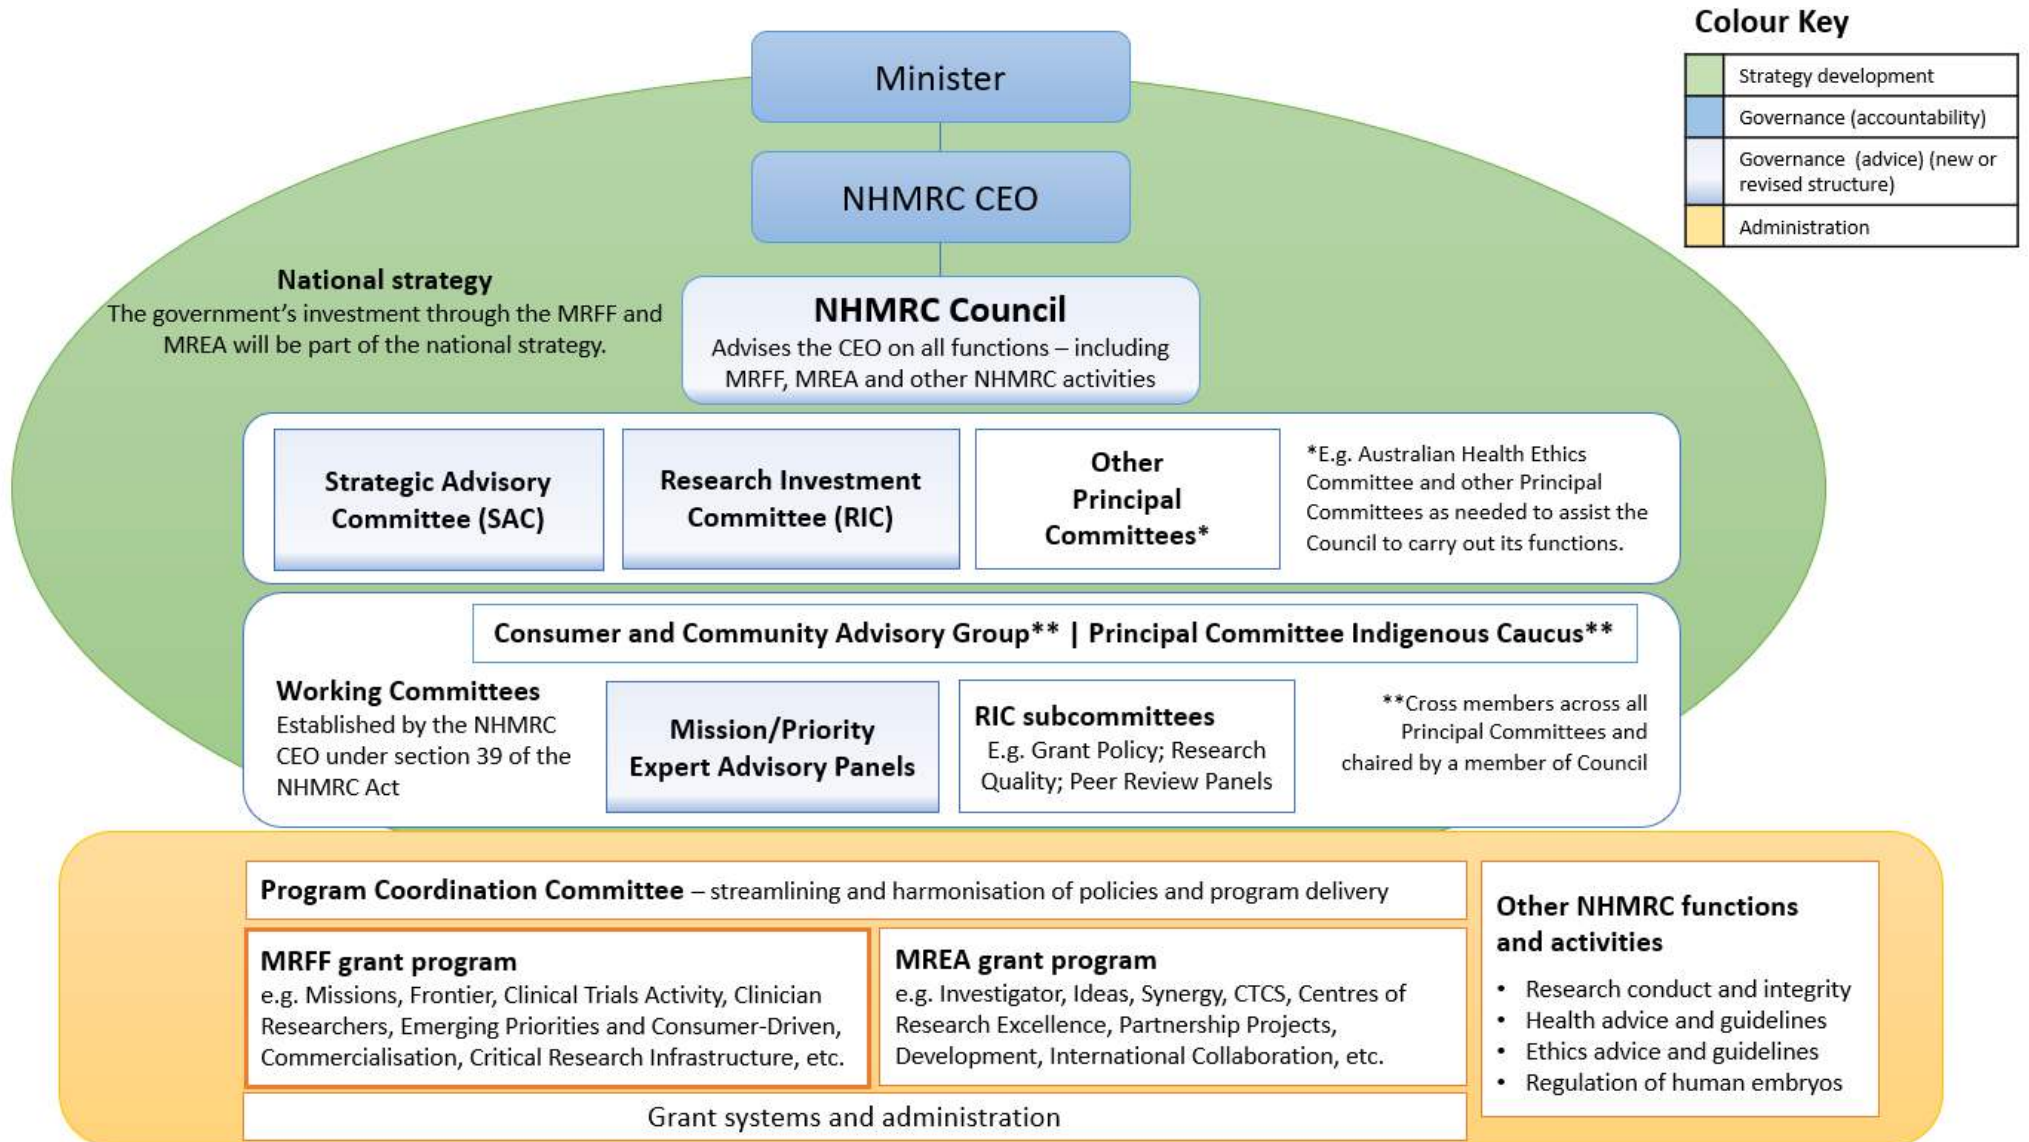 Colour Key
Strategy development
Governance (accountability)
Governance (advice) (new or
revised structure)
Administration
Minister
NHMRC CEO
National strategy
The government’s investment through the MRFF and
MREA will be part of the national strategy.
NHMRC Council
Advises the CEO on all functions – including
MRFF, MREA and other NHMRC activities
Strategic Advisory
Committee (SAC)
Research Investment
Committee (RIC)
Other
Principal
Committees*
*E.g. Australian Health Ethics
Committee and other Principal
Committees as needed to assist the
Council to carry out its functions.
Consumer and Community Advisory Group** | Principal Committee Indigenous Caucus**
Working Committees
Established by the NHMRC
CEO under section 39 of the
NHMRC Act
Mission/Priority
Expert Advisory Panels
RIC subcommittees
E.g. Grant Policy; Research
Quality; Peer Review Panels
**Cross members across all
Principal Committees and
chaired by a member of Council
Program Coordination Committee – streamlining and harmonisation of policies and program delivery
MRFF grant program
e.g. Missions, Frontier, Clinical Trials Activity, Clinician
Researchers, Emerging Priorities and Consumer-Driven,
Commercialisation, Critical Research Infrastructure, etc.
MREA grant program
e.g. Investigator, Ideas, Synergy, CTCS, Centres of
Research Excellence, Partnership Projects,
Development, International Collaboration, etc.
Other NHMRC functions
and activities
• Research conduct and integrity
• Health advice and guidelines
• Ethics advice and guidelines
• Regulation of human embryos
Grant systems and administration